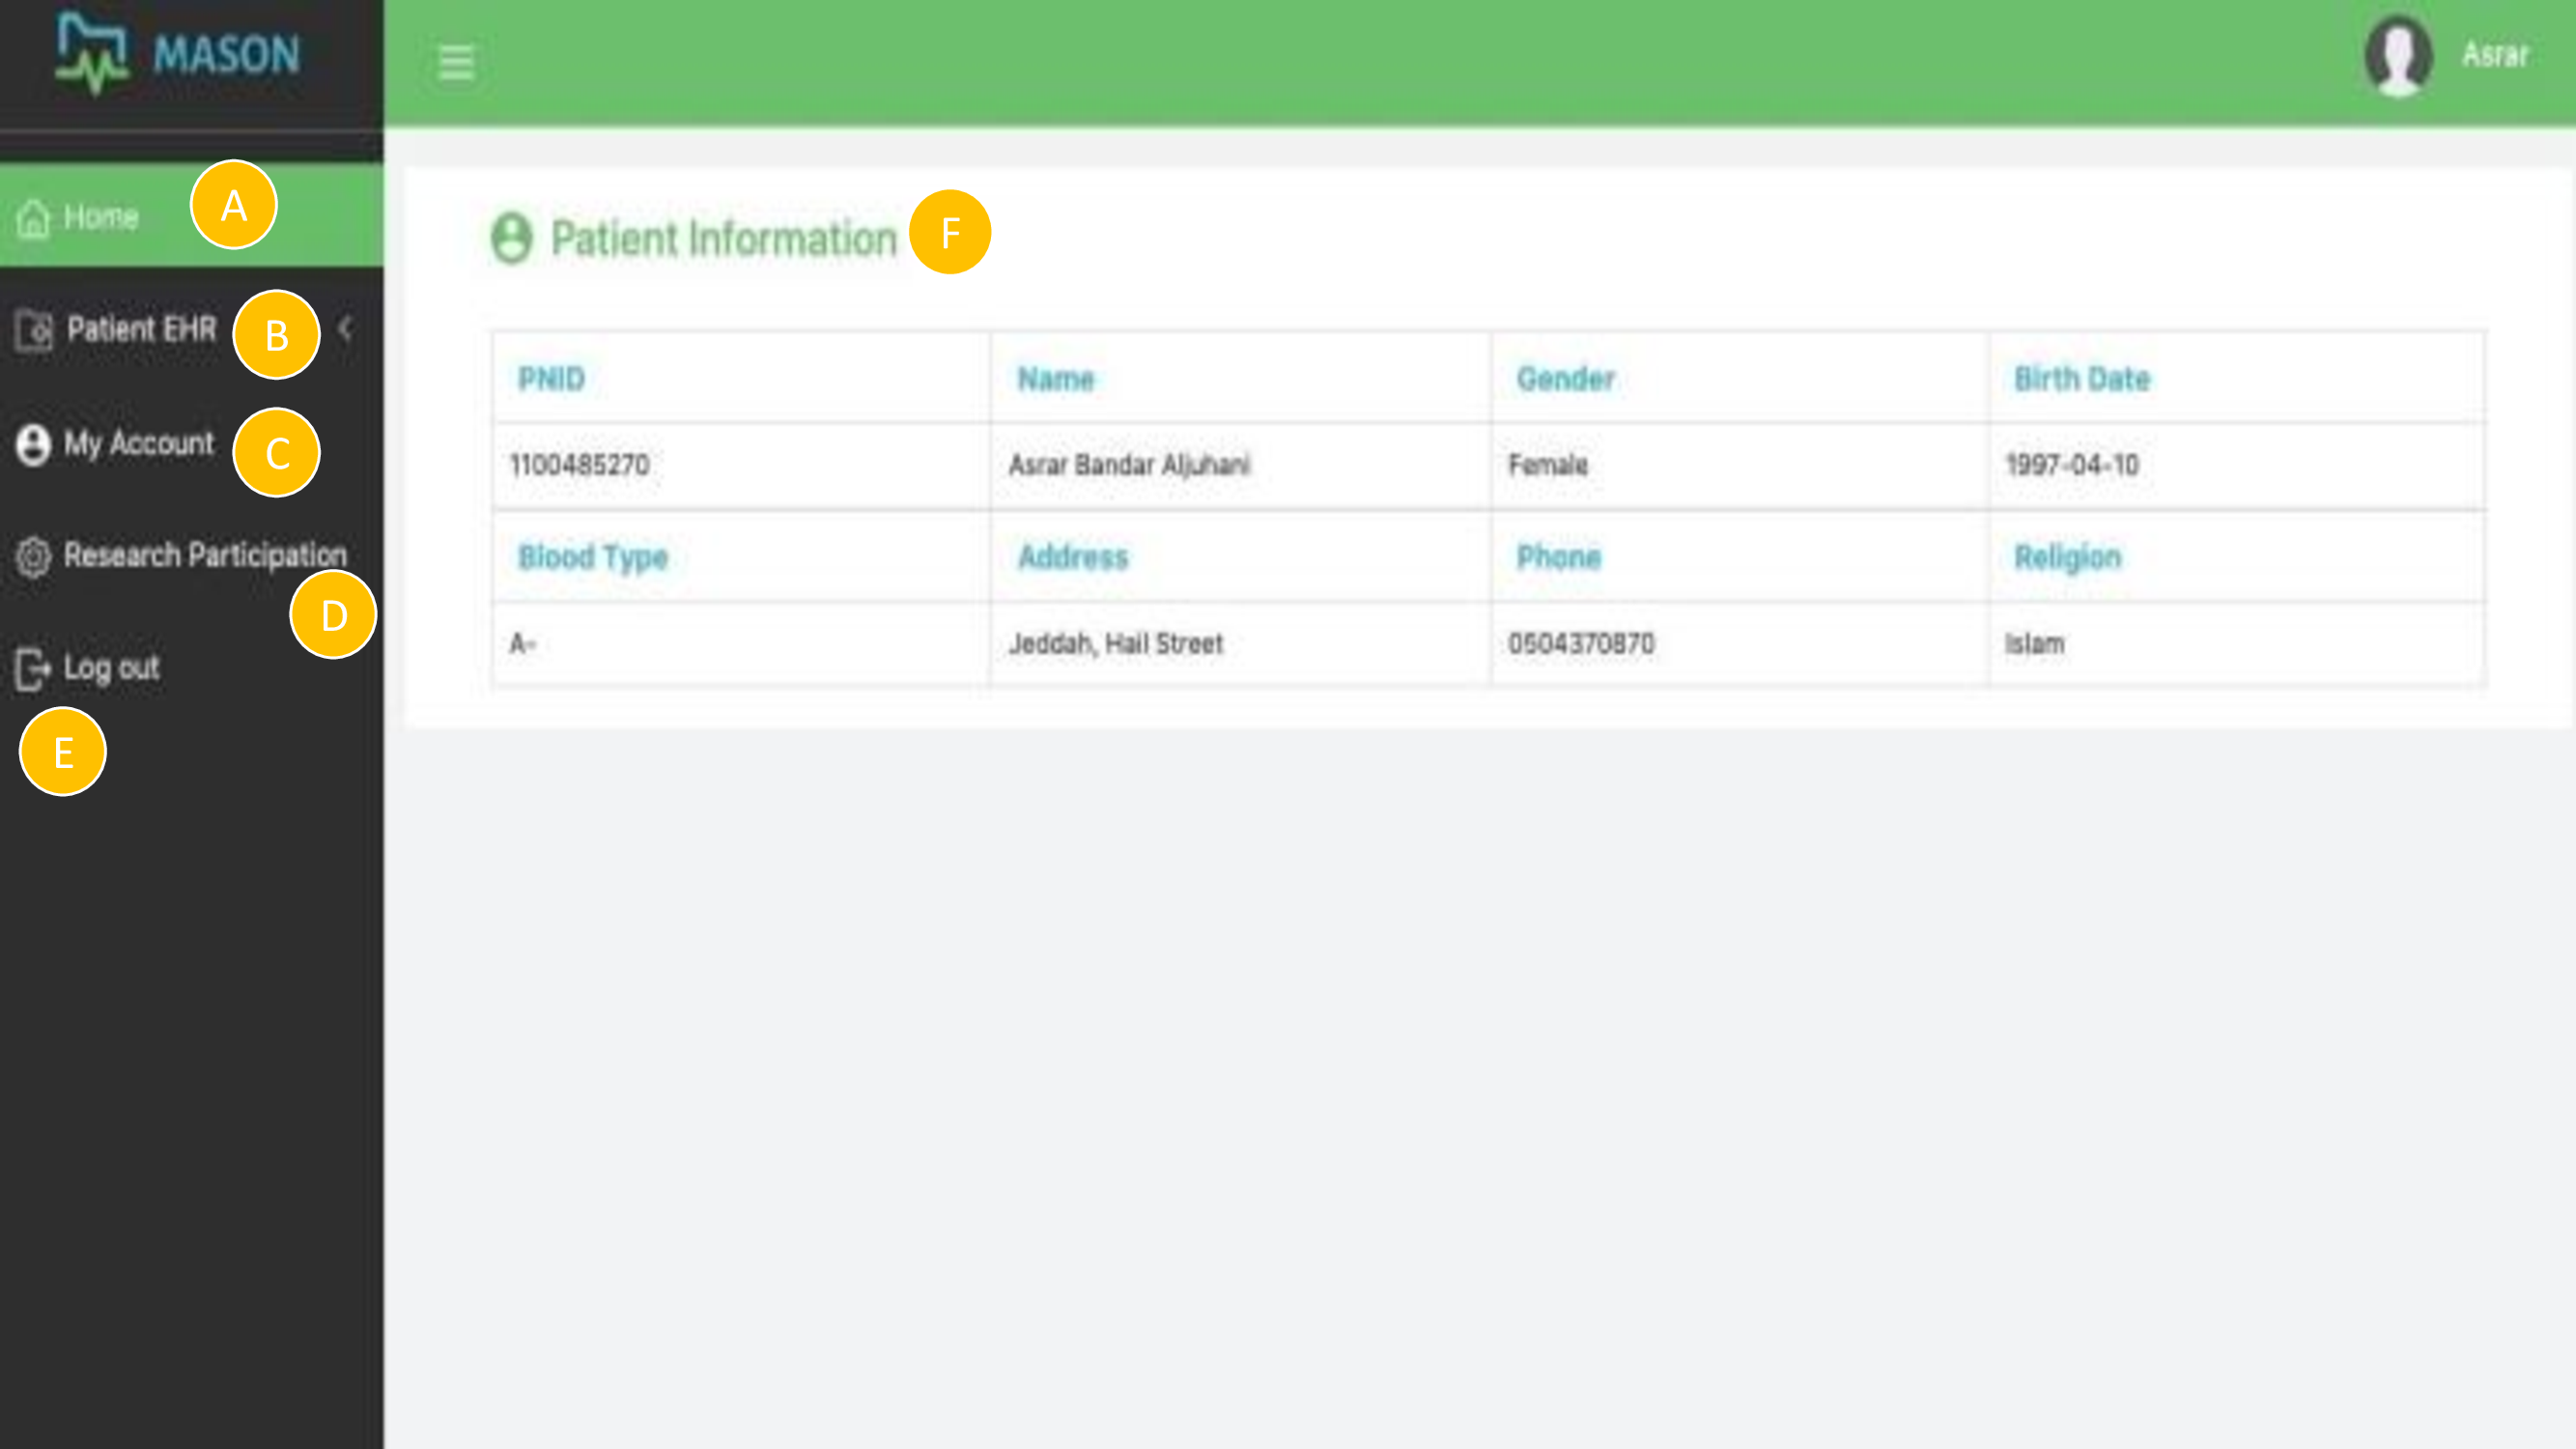 MASON
Asrar
Home A
Patient Information F
Patient EHR B
My Account C
Research Participation
D
Log out
E
PNID Name Gender Birth Date
1100485270 Asrar Bandar Aljuhani Female 1997-04-10
Blood Type Address Phone Religion
A- Jeddah, Hail Street 0504370870 Islam